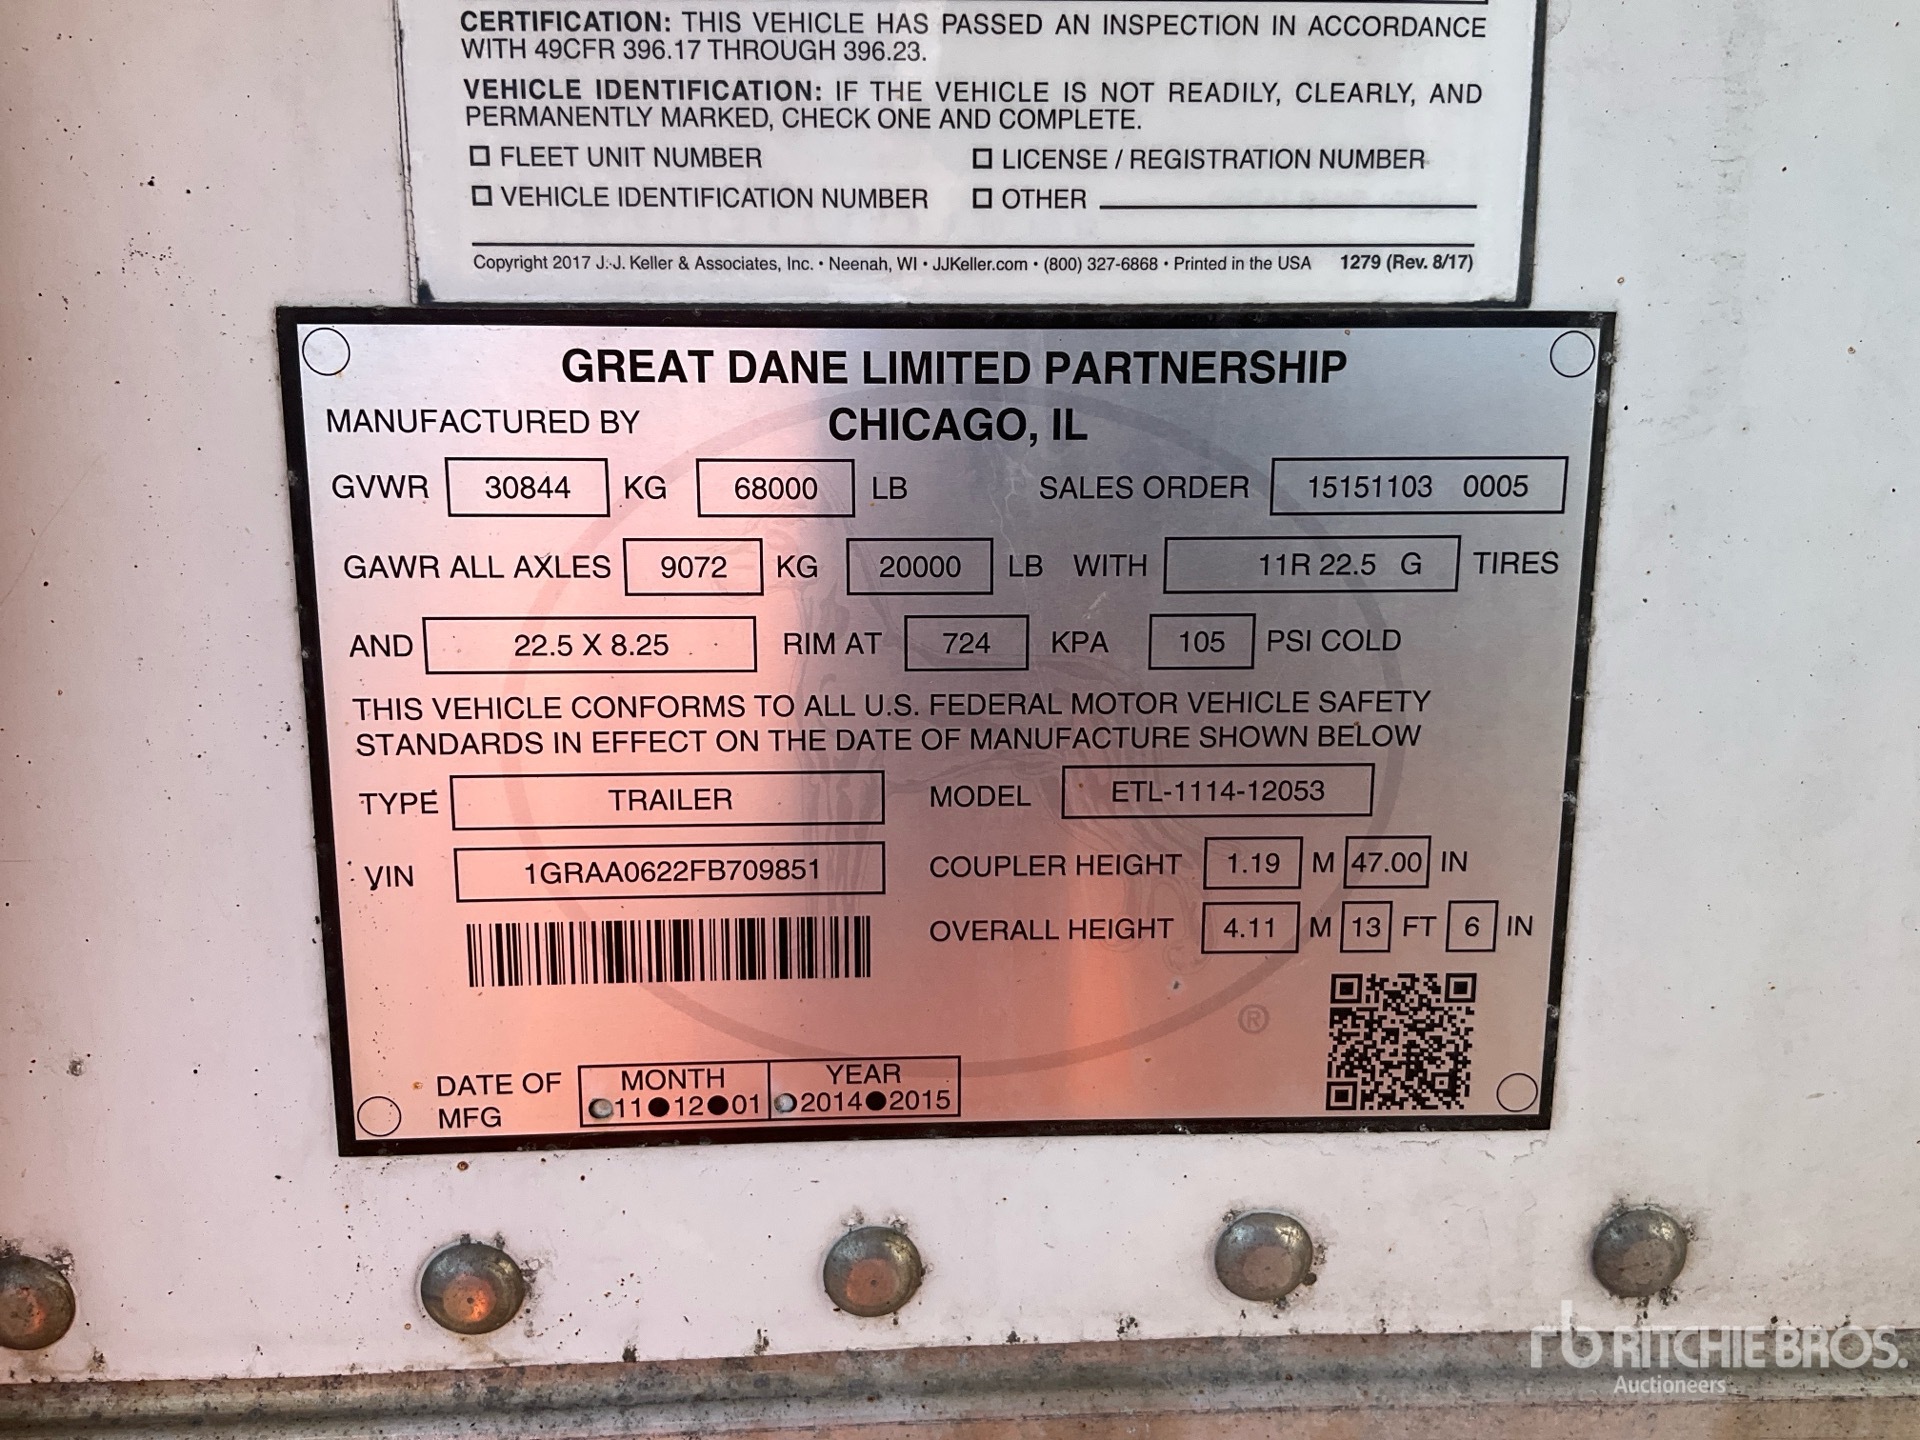 CERTIFICATION: THIS VEHICLE HAS PASSED AN INSPECTION IN ACCORDANCE
WITH 49CFR 396.17 THROUGH 396.23.
VEHICLE IDENTIFICATION: IF THE VEHICLE IS NOT READILY, CLEARLY, AND
PERMANENTLY MARKED, CHECK ONE AND COMPLETE.
FLEET UNIT NUMBER LICENSE / REGISTRATION NUMBER
VEHICLE IDENTIFICATION NUMBER OTHER
Copyright 2017 J. J. Keller & Associates, Inc. • Neenah, WI • JJKeller.com • (800) 327-6868 • Printed in the USA 1279 (Rev. 8/17)
GREAT DANE LIMITED PARTNERSHIP
MANUFACTURED BY CHICAGO, IL
GVWR 30844 KG 68000 LB SALES ORDER 15151103 0005
GAWR ALL AXLES 9072 KG 20000 LB WITH 11R 22.5 G TIRES
AND 22.5 X 8.25 RIM AT 724 KPA 105 PSI COLD
THIS VEHICLE CONFORMS TO ALL U.S. FEDERAL MOTOR VEHICLE SAFETY
STANDARDS IN EFFECT ON THE DATE OF MANUFACTURE SHOWN BELOW
TYPE TRAILER MODEL ETL-1114-12053
VIN 1GRAA0622FB709851 COUPLER HEIGHT 1.19 M 47.00 IN
OVERALL HEIGHT 4.11 M 13 FT 6 IN
®
DATE OF MFG MONTH YEAR
11 12 01 2014 2015
rb RITCHIE BROS.
Auctioneers